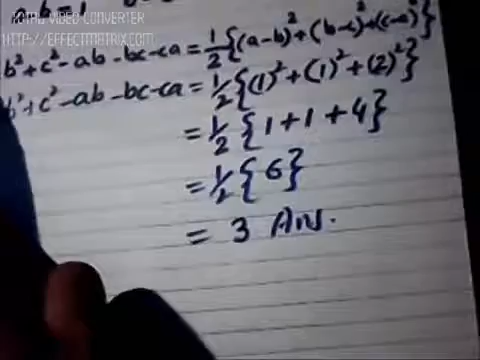 a-b=1
TOTAL VIDEO CONVERTER
HTTP://EFFECTMATRIX.COM
b²+c²-ab-bc-ca = 1/2{(a-b)²+(b-c)²+(c-a)²}
b²+c²-ab-bc-ca = 1/2{(1)²+(1)²+(2)²}
= 1/2{1+1+4}
= 1/2{6}
= 3 Ans.